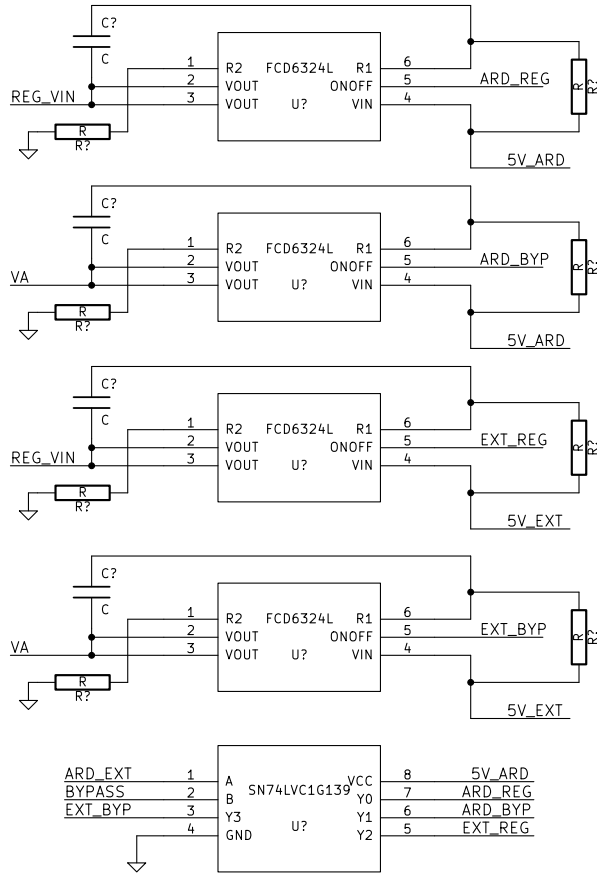 C?
C
REG_VIN
R
R?
1 R2 FCD6324L R1 6
2 VOUT ONOFF 5 ARD_REG
3 VOUT U? VIN 4
R
R?
5V_ARD
C?
C
VA
R
R?
1 R2 FCD6324L R1 6
2 VOUT ONOFF 5 ARD_BYP
3 VOUT U? VIN 4
R
R?
5V_ARD
C?
C
REG_VIN
R
R?
1 R2 FCD6324L R1 6
2 VOUT ONOFF 5 EXT_REG
3 VOUT U? VIN 4
R
R?
5V_EXT
C?
C
VA
R
R?
1 R2 FCD6324L R1 6
2 VOUT ONOFF 5 EXT_BYP
3 VOUT U? VIN 4
R
R?
5V_EXT
ARD_EXT 1 A SN74LVC1G139 VCC 8 5V_ARD
BYPASS 2 B Y0 7 ARD_REG
EXT_BYP 3 Y3 U? Y1 6 ARD_BYP
4 GND Y2 5 EXT_REG